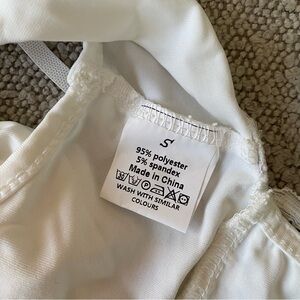 S
95% polyester
5% spandex
Made in China
WASH WITH SIMILAR
COLOURS